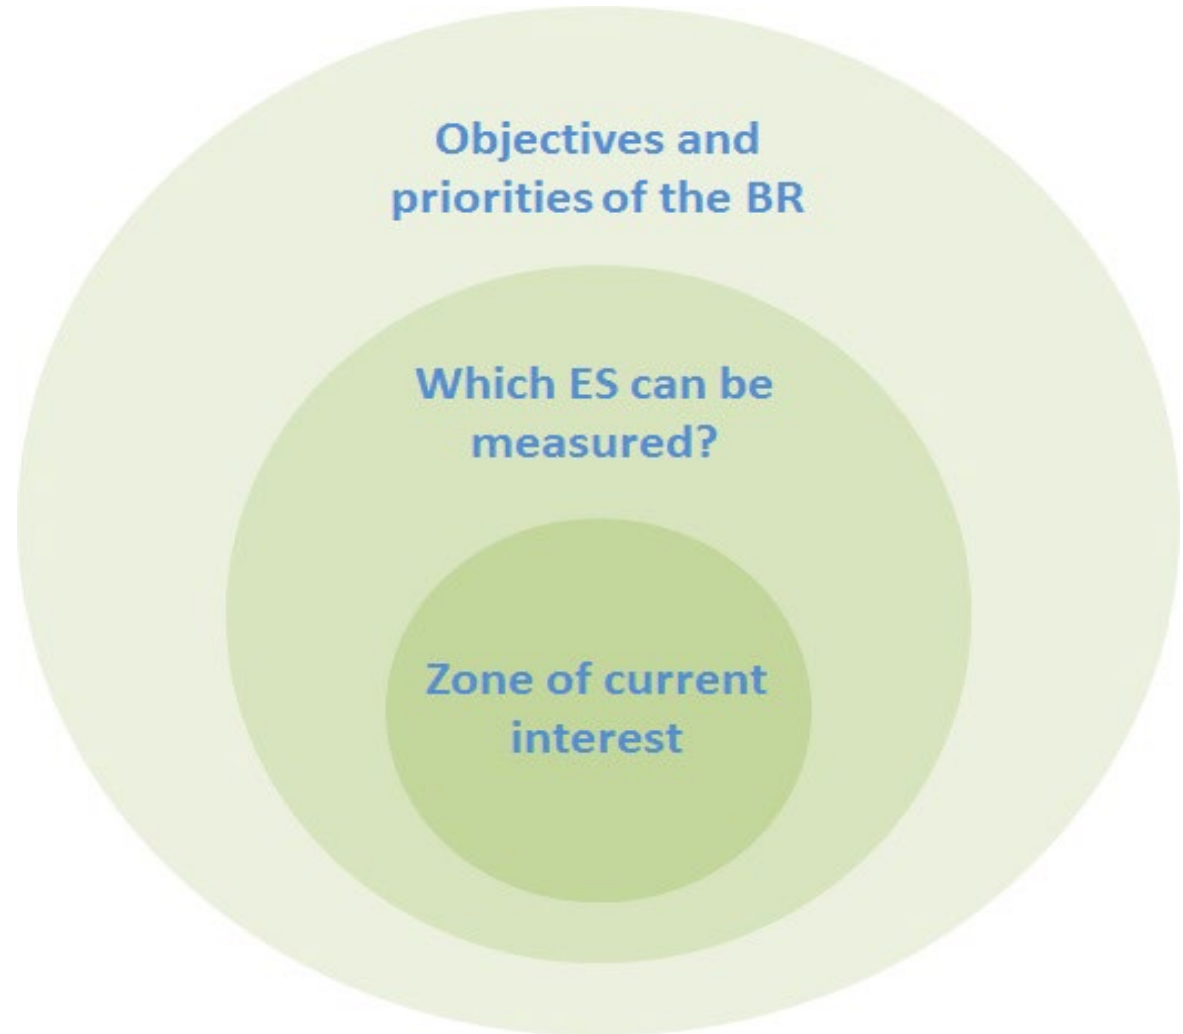 Objectives and
priorities of the BR
Which ES can be
measured?
Zone of current
interest